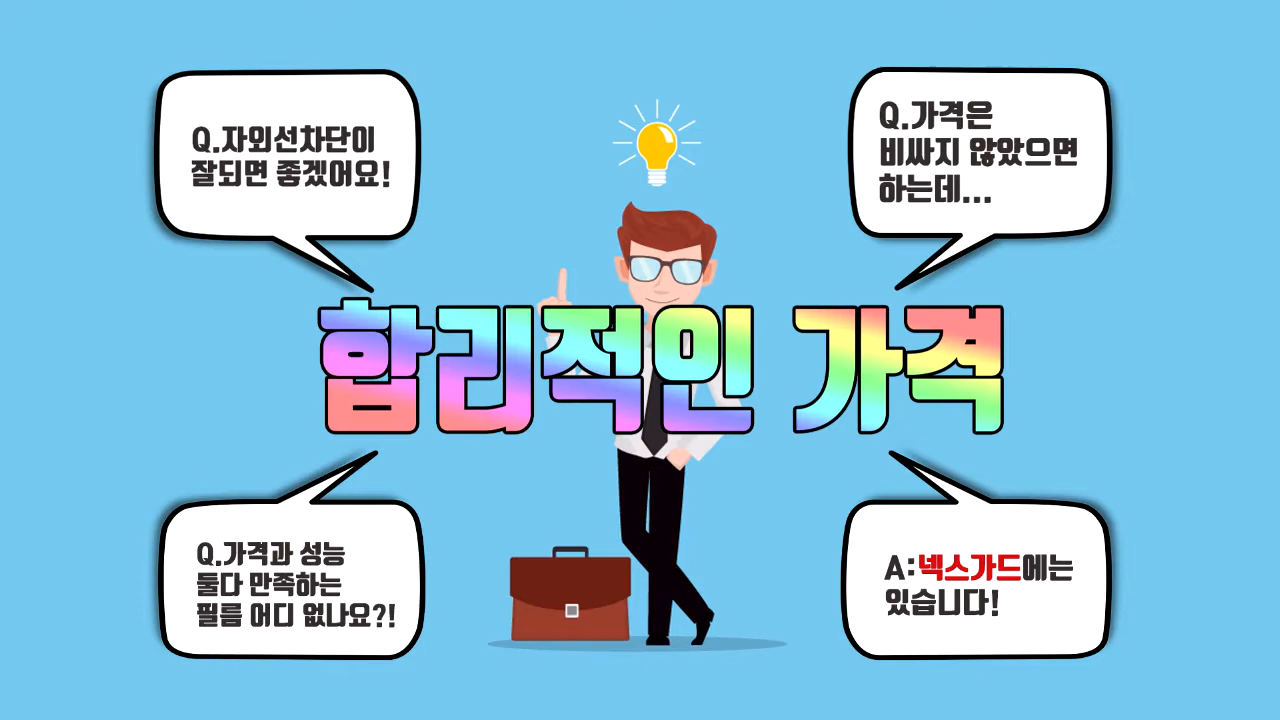 Q.자외선차단이
잘되면 좋겠어요!
Q.가격은
비싸지 않았으면
하는데...
합리적인 가격
Q.가격과 성능
둘다 만족하는
필름 어디 없나요?!
A:넥스가드에는
있습니다!